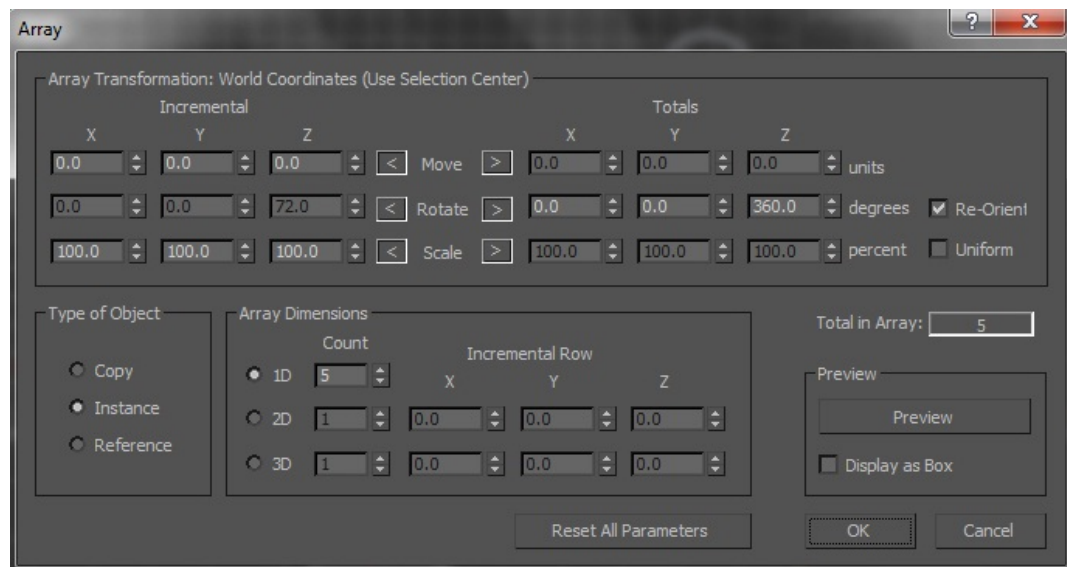 Array
?
X
Array Transformation: World Coordinates (Use Selection Center)
Incremental Totals
X Y Z X Y Z
0.0 0.0 0.0 < Move > 0.0 0.0 0.0 units
0.0 0.0 72.0 < Rotate > 0.0 0.0 360.0 degrees Re-Orient
100.0 100.0 100.0 < Scale > 100.0 100.0 100.0 percent Uniform
Type of Object
Copy
Instance
Reference
Array Dimensions
Count
Incremental Row
1D 5 X Y Z
2D 1 0.0 0.0 0.0
3D 1 0.0 0.0 0.0
Total in Array: 5
Preview
Preview
Display as Box
Reset All Parameters OK Cancel